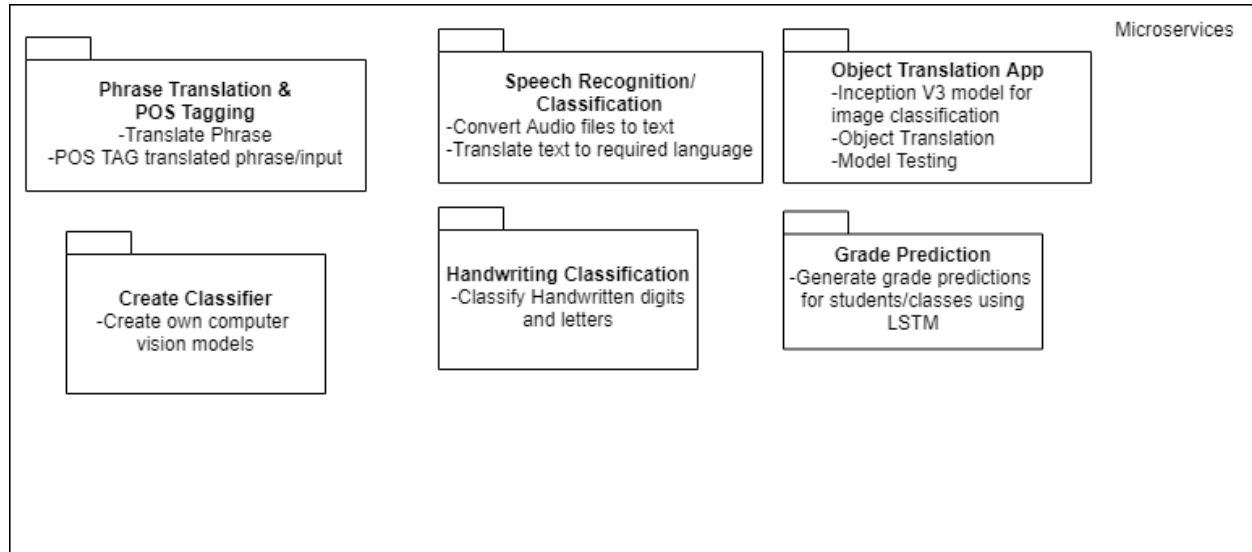 Microservices
Phrase Translation &
POS Tagging
-Translate Phrase
-POS TAG translated phrase/input
Speech Recognition/
Classification
-Convert Audio files to text
-Translate text to required language
Object Translation App
-Inception V3 model for
image classification
-Object Translation
-Model Testing
Create Classifier
-Create own computer
vision models
Handwriting Classification
-Classify Handwritten digits
and letters
Grade Prediction
-Generate grade predictions
for students/classes using
LSTM